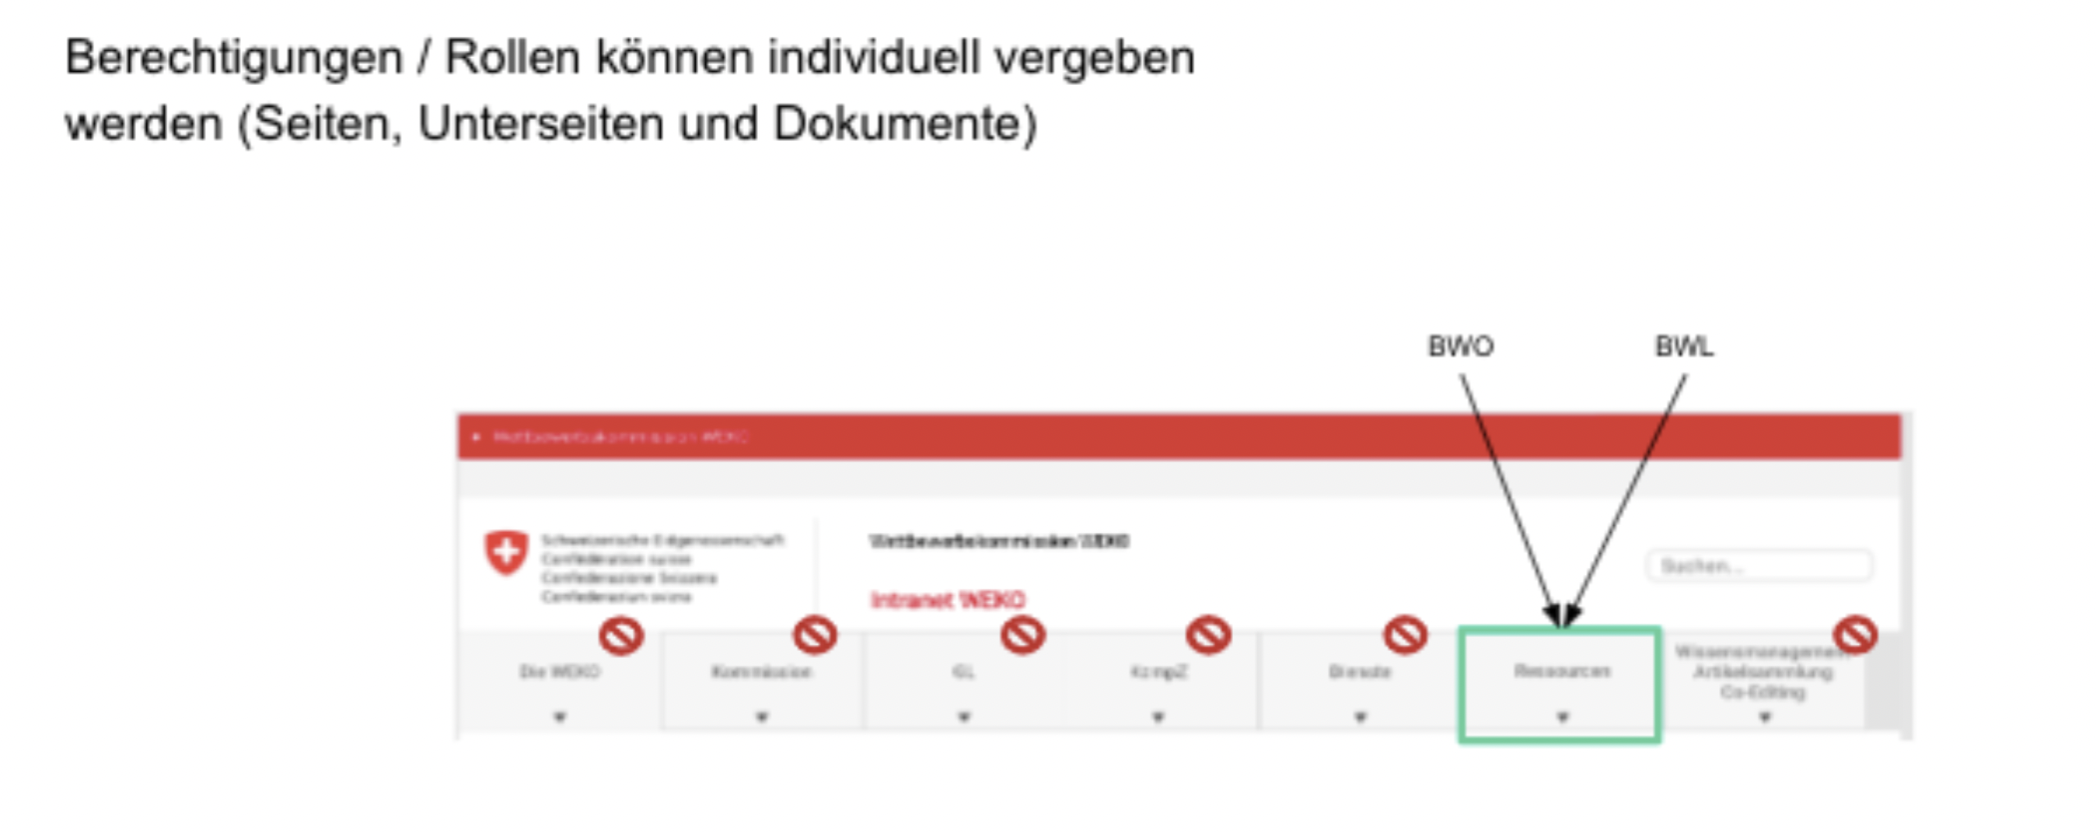 Berechtigungen / Rollen können individuell vergeben
werden (Seiten, Unterseiten und Dokumente)
BWO
BWL
Wettbewerbskommission WEKO
Schweizerische Eidgenossenschaft
Confédération suisse
Confederazione Svizzera
Confederaziun svizra
Wettbewerbskommission WEKO
Suchen...
Intranet WEKO
Die WEKO
Kommission
GL
KompZ
Dienste
Ressourcen
Wissensmanagement
Artikelsammlung
Co-Editing